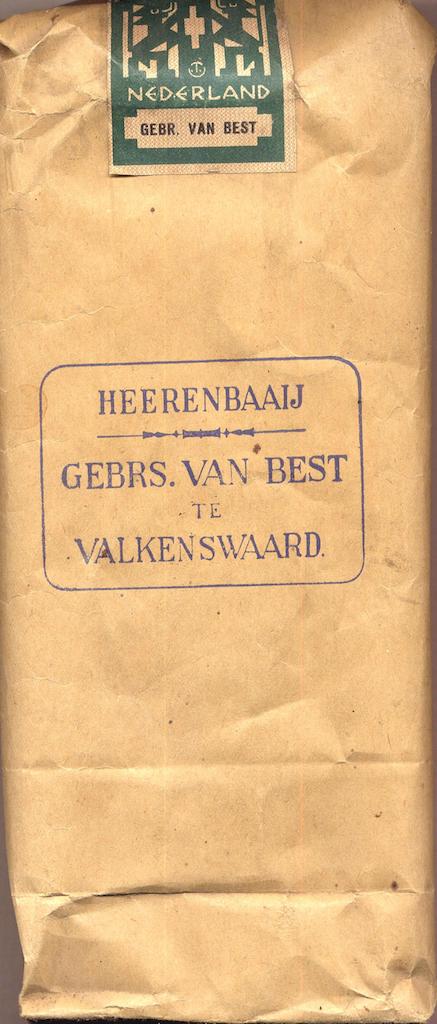 NEDERLAND
GEBR. VAN BEST
HEERENBAAIJ
GEBRS. VAN BEST
TE
VALKENSWAARD.